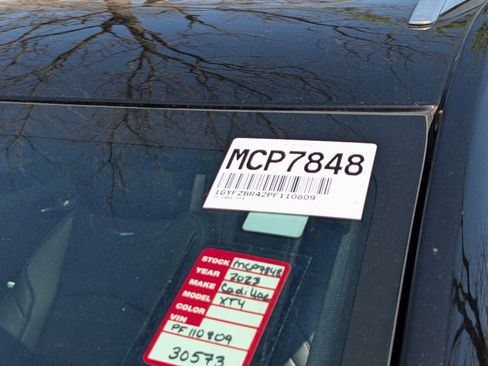 MCP7848
1GYFZBR42PF110809
STOCK MCP7848
YEAR 2023
MAKE Cadillac
MODEL XT4
COLOR
VIN
PF110809
30573